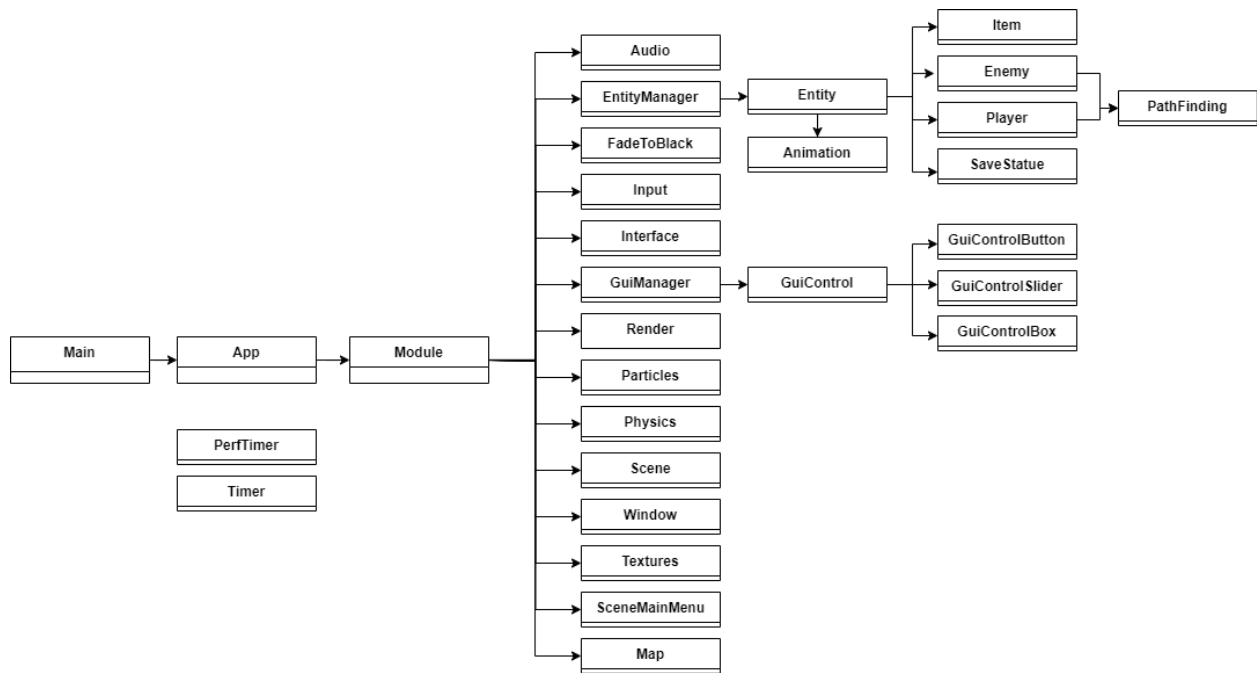 Main
App
PerfTimer
Timer
Module
Audio
EntityManager
FadeToBlack
Input
Interface
GuiManager
Render
Particles
Physics
Scene
Window
Textures
SceneMainMenu
Map
Entity
Animation
GuiControl
Item
Enemy
Player
SaveStatue
GuiControlButton
GuiControlSlider
GuiControlBox
PathFinding